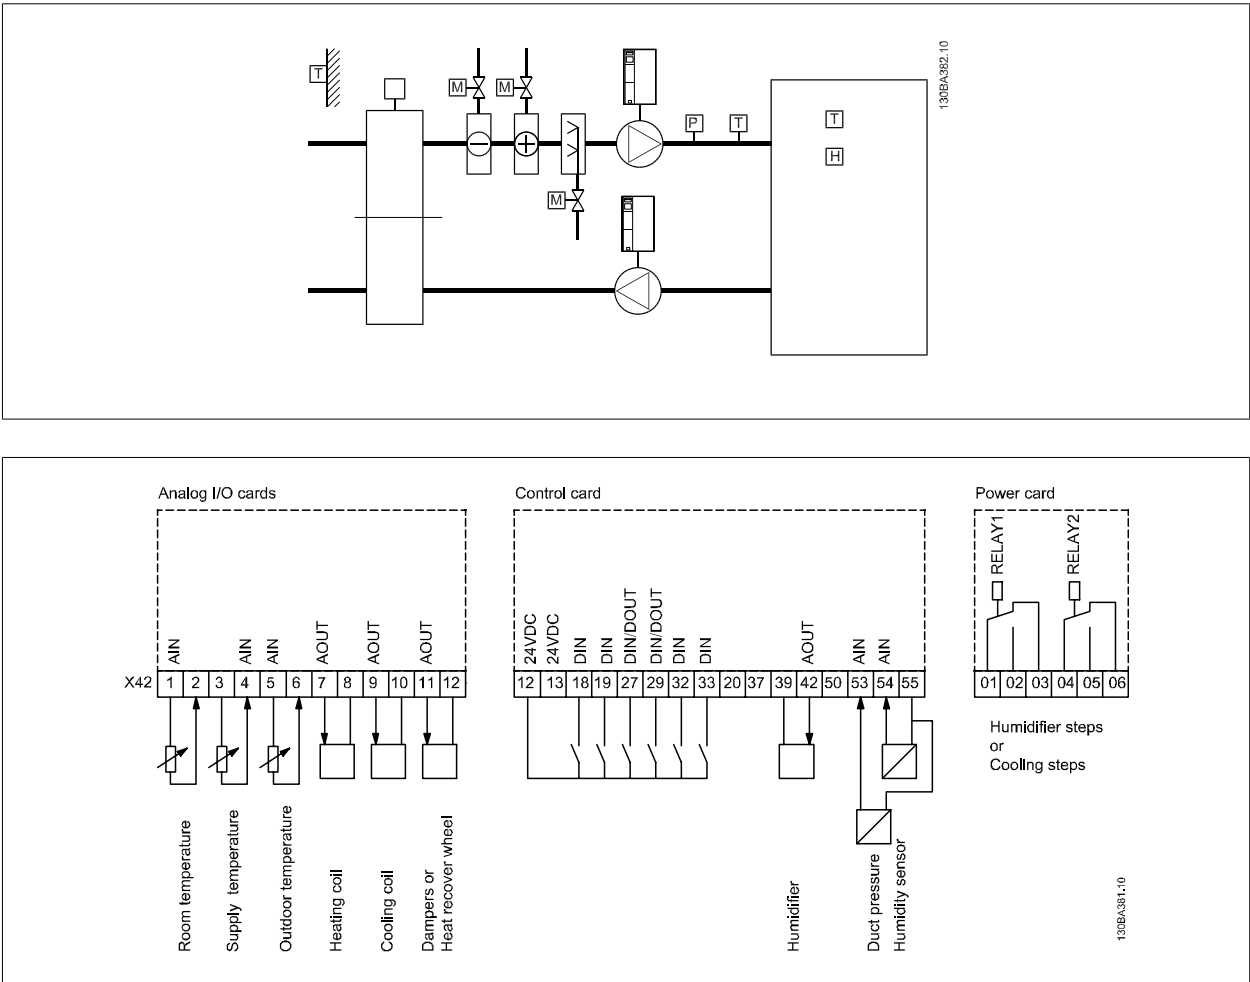 130BA382.10
T
M
M
P
T
T
H
M
Analog I/O cards
Control card
Power card
AIN
AIN
AIN
AOUT
AOUT
AOUT
24VDC
24VDC
DIN
DIN
DIN/DOUT
DIN/DOUT
DIN
DIN
AOUT
AIN
AIN
RELAY1
RELAY2
X42 1 2 3 4 5 6 7 8 9 10 11 12
12 13 18 19 27 29 32 33 20 37 39 42 50 53 54 55
01 02 03 04 05 06
Humidifier steps
or
Cooling steps
Room temperature
Supply temperature
Outdoor temperature
Heating coil
Cooling coil
Dampers or
Heat recover wheel
Humidifier
Duct pressure
Humidity sensor
130BA381.10